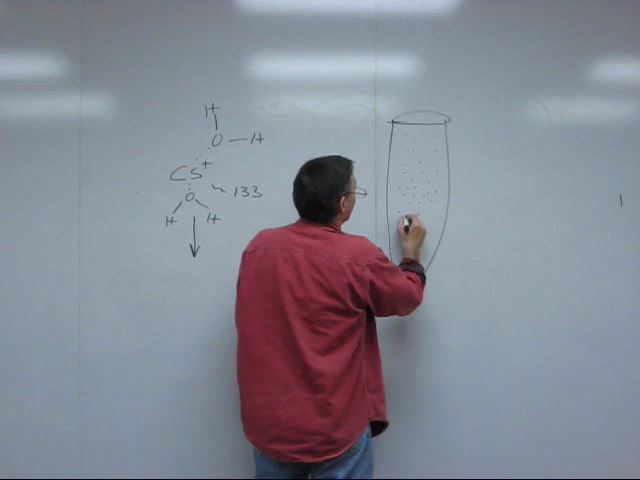 H
O — H
Cs+
~ 133
O
H H